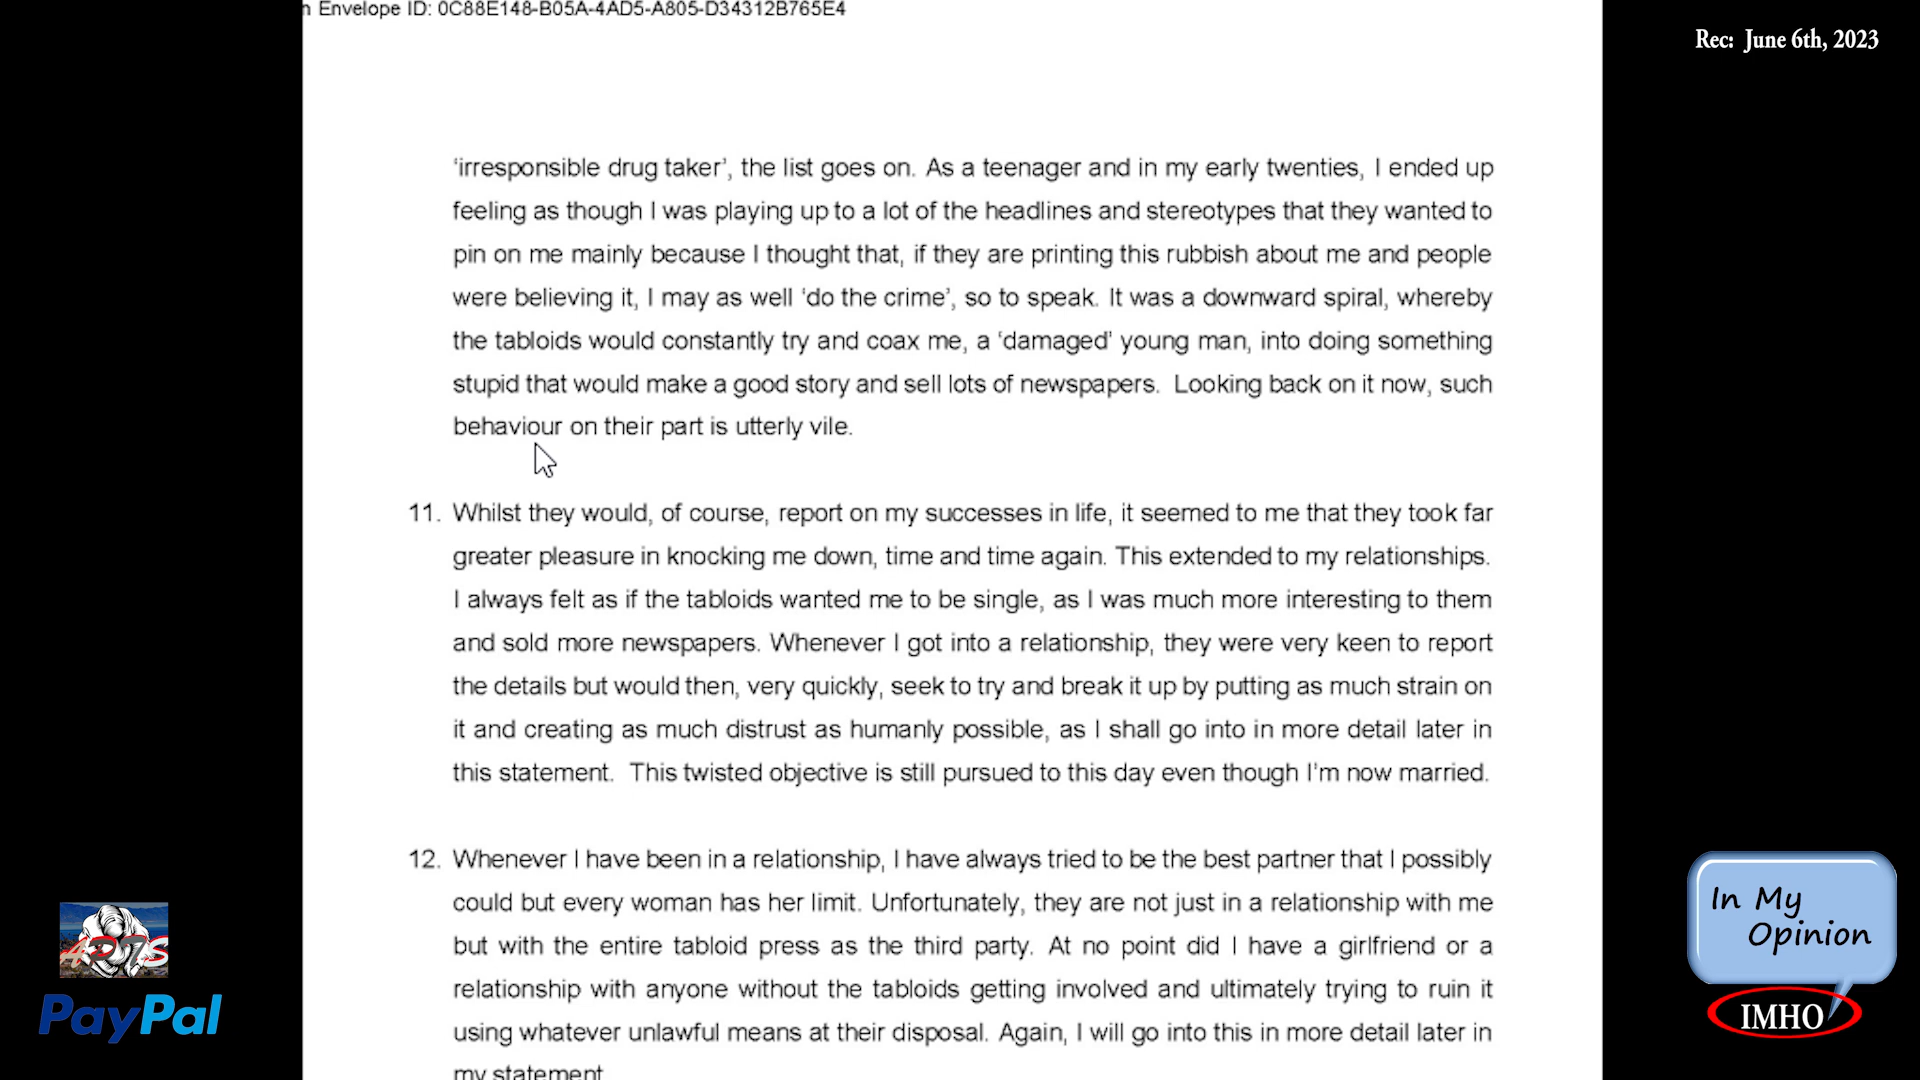 n Envelope ID: 0C88E148-B05A-4AD5-A805-D34312B765E4
Rec: June 6th, 2023
‘irresponsible drug taker’, the list goes on. As a teenager and in my early twenties, I ended up
feeling as though I was playing up to a lot of the headlines and stereotypes that they wanted to
pin on me mainly because I thought that, if they are printing this rubbish about me and people
were believing it, I may as well ‘do the crime’, so to speak. It was a downward spiral, whereby
the tabloids would constantly try and coax me, a ‘damaged’ young man, into doing something
stupid that would make a good story and sell lots of newspapers. Looking back on it now, such
behaviour on their part is utterly vile.
11. Whilst they would, of course, report on my successes in life, it seemed to me that they took far
greater pleasure in knocking me down, time and time again. This extended to my relationships.
I always felt as if the tabloids wanted me to be single, as I was much more interesting to them
and sold more newspapers. Whenever I got into a relationship, they were very keen to report
the details but would then, very quickly, seek to try and break it up by putting as much strain on
it and creating as much distrust as humanly possible, as I shall go into in more detail later in
this statement. This twisted objective is still pursued to this day even though I’m now married.
12. Whenever I have been in a relationship, I have always tried to be the best partner that I possibly
could but every woman has her limit. Unfortunately, they are not just in a relationship with me
but with the entire tabloid press as the third party. At no point did I have a girlfriend or a
relationship with anyone without the tabloids getting involved and ultimately trying to ruin it
using whatever unlawful means at their disposal. Again, I will go into this in more detail later in
my statement
PayPal
In My
Opinion
IMHO